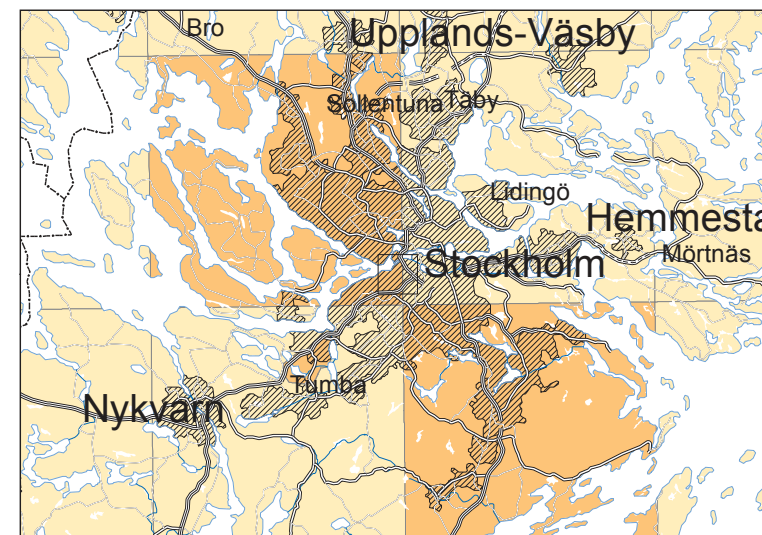 Bro
Upplands-Väsby
Sollentuna
Täby
Lidingö
Hemmesta
Mörtnäs
Stockholm
Tumba
Nykvarn